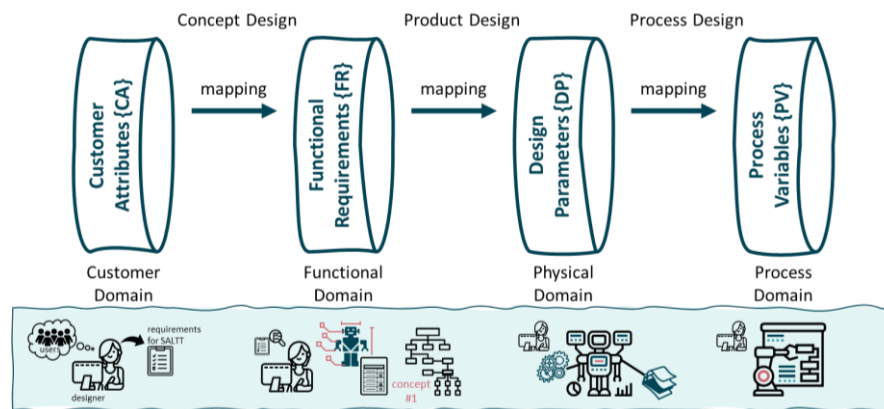 Concept Design
Product Design
Process Design
mapping
mapping
mapping
Customer
Attributes {CA}
Functional
Requirements {FR}
Design
Parameters {DP}
Process
Variables {PV}
Customer
Domain
Functional
Domain
Physical
Domain
Process
Domain
users
requirements
for SALTT
designer
concept
#1